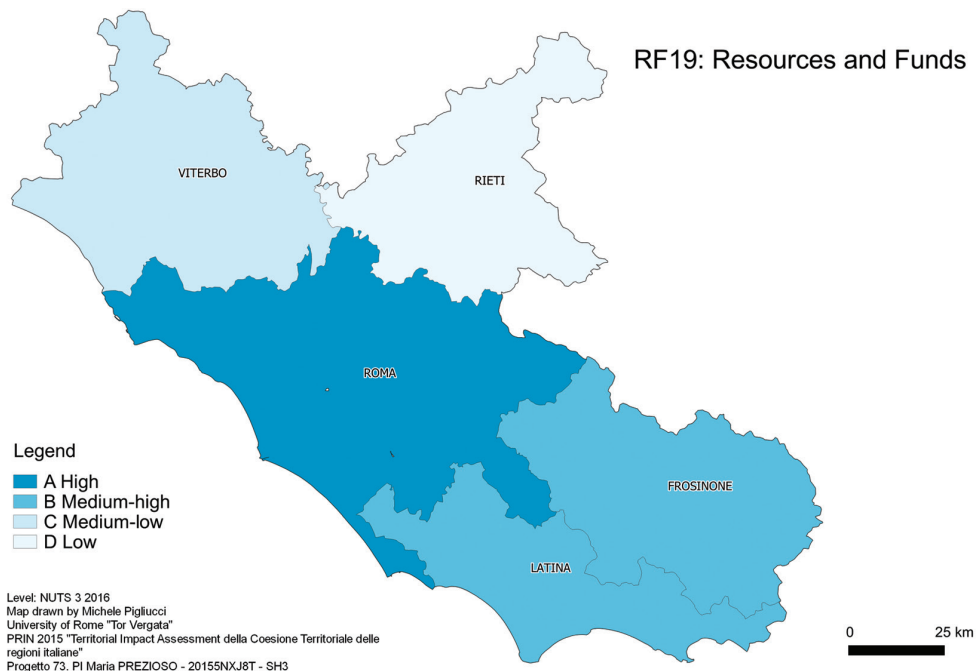 RF19: Resources and Funds
VITERBO
RIETI
ROMA
FROSINONE
LATINA
Legend
A High
B Medium-high
C Medium-low
D Low
Level: NUTS 3 2016
Map drawn by Michele Pigliucci
University of Rome "Tor Vergata"
PRIN 2015 "Territorial Impact Assessment della Coesione Territoriale delle
regioni italiane"
Progetto 73. PI Maria PREZIOSO - 20155NXJ8T - SH3
0 25 km